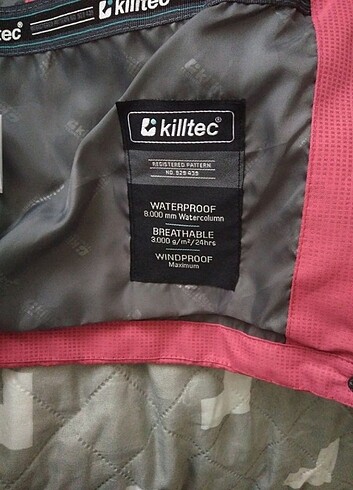 killtec
killtec
killtec®
REGISTERED PATTERN
NO. 529 435
WATERPROOF
8.000 mm Watercolumn
BREATHABLE
3.000 g/m²/24hrs
WINDPROOF
Maximum